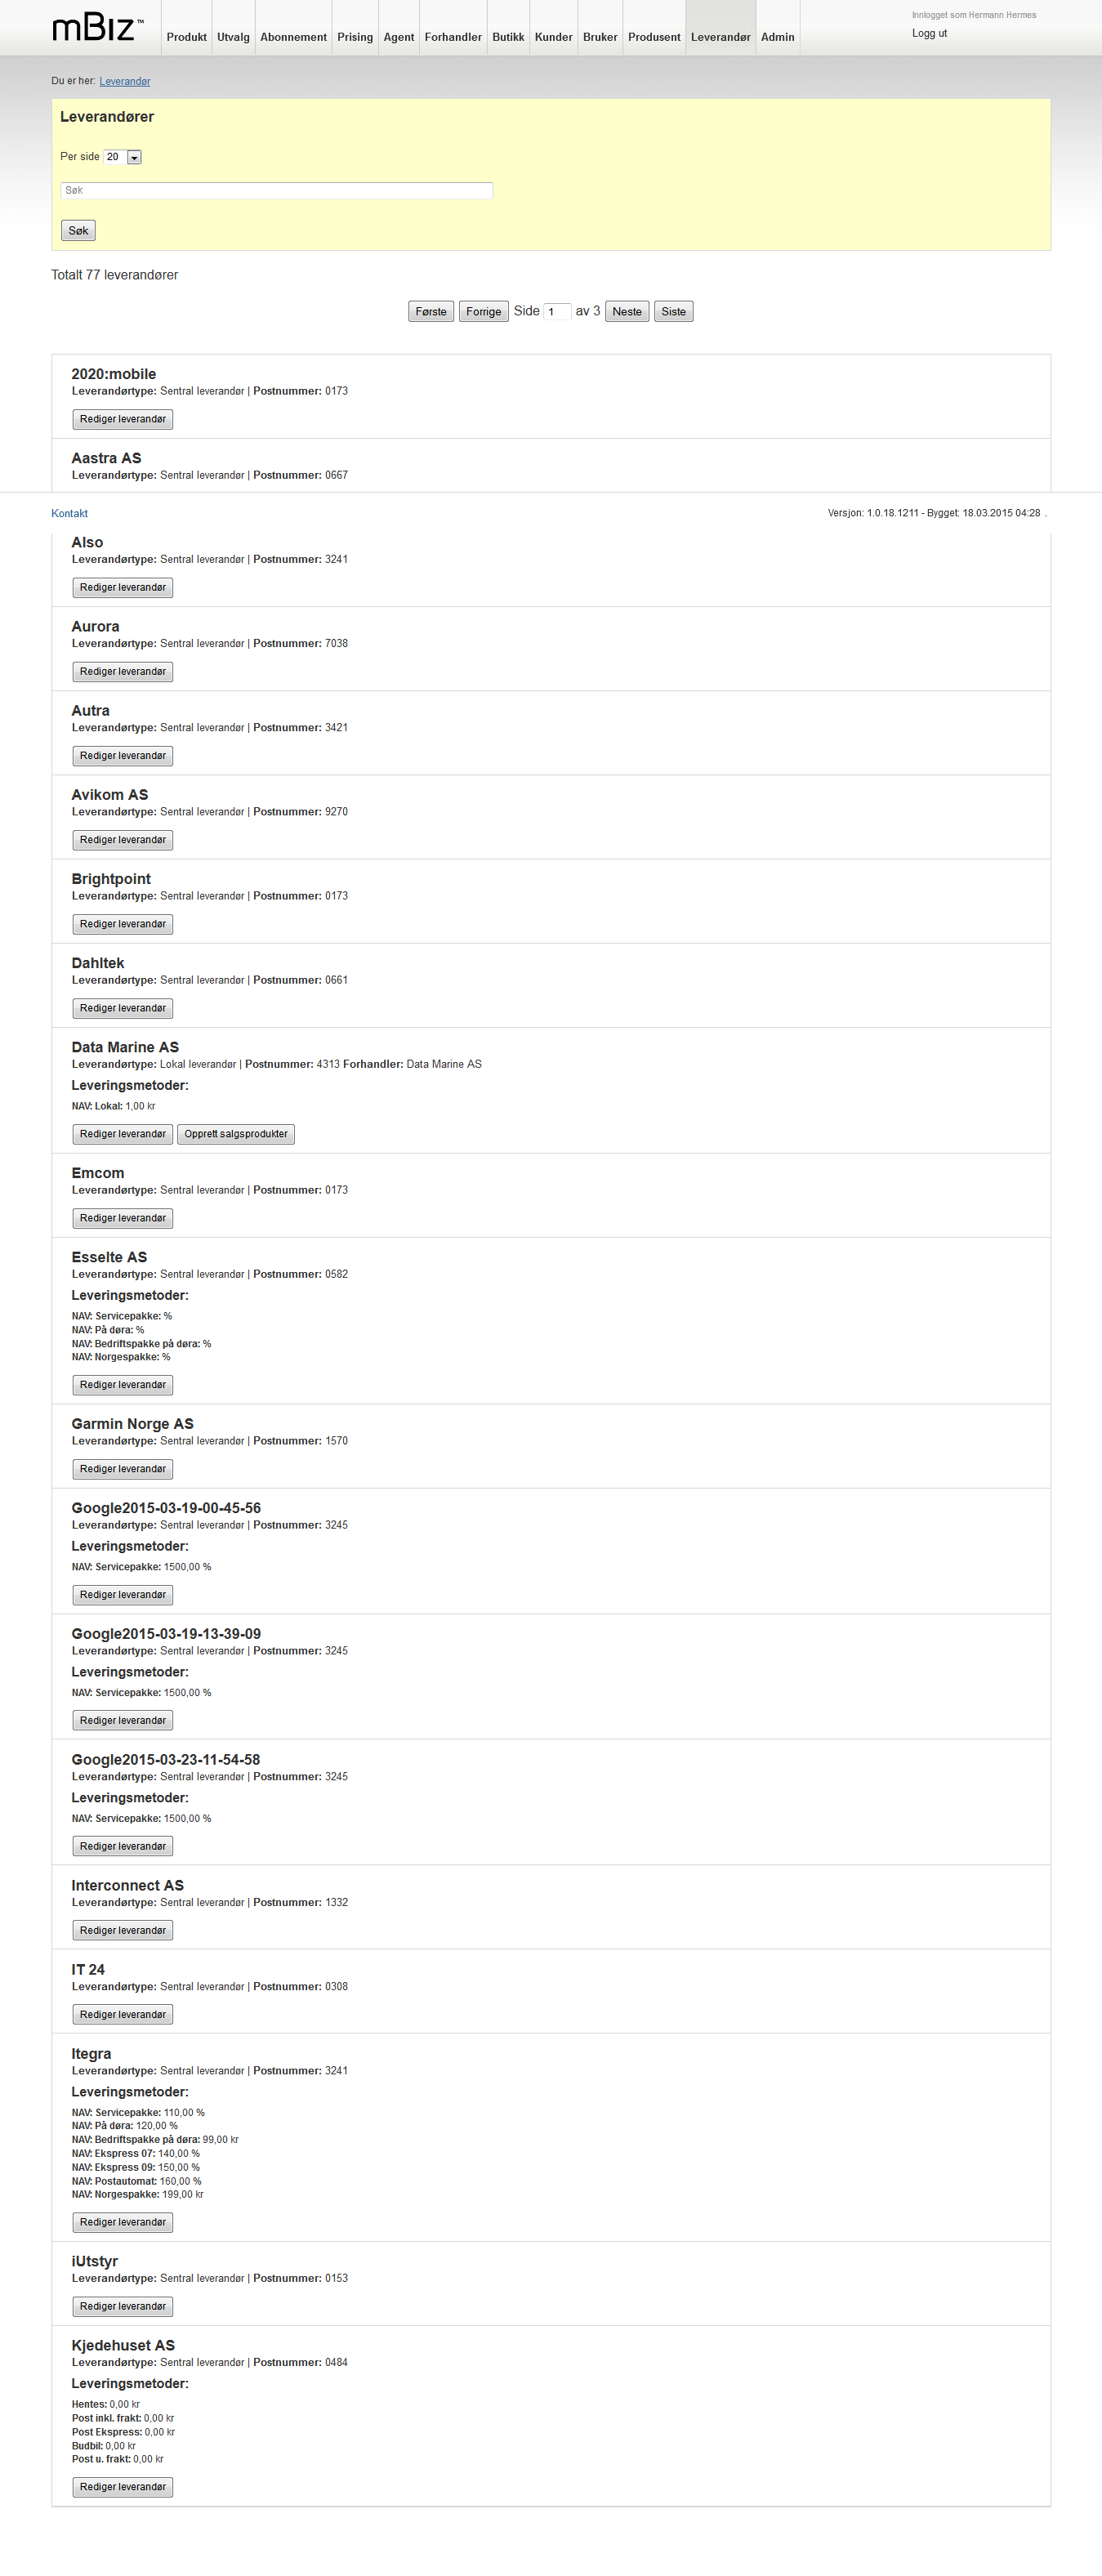 mBiz™
Produkt Utvalg Abonnement Prising Agent Forhandler Butikk Kunder Bruker Produsent Leverandør Admin
Innlogget som Hermann Hermes
Logg ut
Du er her: Leverandør
Leverandører
Per side 20
Søk
Søk
Totalt 77 leverandører
Første Forrige Side 1 av 3 Neste Siste
2020:mobile
Leverandørtype: Sentral leverandør | Postnummer: 0173
Rediger leverandør
Aastra AS
Leverandørtype: Sentral leverandør | Postnummer: 0667
Kontakt
Versjon: 1.0.18.1211 - Bygget: 18.03.2015 04:28 .
Also
Leverandørtype: Sentral leverandør | Postnummer: 3241
Rediger leverandør
Aurora
Leverandørtype: Sentral leverandør | Postnummer: 7038
Rediger leverandør
Autra
Leverandørtype: Sentral leverandør | Postnummer: 3421
Rediger leverandør
Avikom AS
Leverandørtype: Sentral leverandør | Postnummer: 9270
Rediger leverandør
Brightpoint
Leverandørtype: Sentral leverandør | Postnummer: 0173
Rediger leverandør
Dahltek
Leverandørtype: Sentral leverandør | Postnummer: 0661
Rediger leverandør
Data Marine AS
Leverandørtype: Lokal leverandør | Postnummer: 4313 Forhandler: Data Marine AS
Leveringsmetoder:
NAV: Lokal: 1,00 kr
Rediger leverandør Opprett salgsprodukter
Emcom
Leverandørtype: Sentral leverandør | Postnummer: 0173
Rediger leverandør
Esselte AS
Leverandørtype: Sentral leverandør | Postnummer: 0582
Leveringsmetoder:
NAV: Servicepakke: %
NAV: På døra: %
NAV: Bedriftspakke på døra: %
NAV: Norgespakke: %
Rediger leverandør
Garmin Norge AS
Leverandørtype: Sentral leverandør | Postnummer: 1570
Rediger leverandør
Google2015-03-19-00-45-56
Leverandørtype: Sentral leverandør | Postnummer: 3245
Leveringsmetoder:
NAV: Servicepakke: 1500,00 %
Rediger leverandør
Google2015-03-19-13-39-09
Leverandørtype: Sentral leverandør | Postnummer: 3245
Leveringsmetoder:
NAV: Servicepakke: 1500,00 %
Rediger leverandør
Google2015-03-23-11-54-58
Leverandørtype: Sentral leverandør | Postnummer: 3245
Leveringsmetoder:
NAV: Servicepakke: 1500,00 %
Rediger leverandør
Interconnect AS
Leverandørtype: Sentral leverandør | Postnummer: 1332
Rediger leverandør
IT 24
Leverandørtype: Sentral leverandør | Postnummer: 0308
Rediger leverandør
Itegra
Leverandørtype: Sentral leverandør | Postnummer: 3241
Leveringsmetoder:
NAV: Servicepakke: 110,00 %
NAV: På døra: 120,00 %
NAV: Bedriftspakke på døra: 99,00 kr
NAV: Ekspress 07: 140,00 %
NAV: Ekspress 09: 150,00 %
NAV: Postautomat: 160,00 %
NAV: Norgespakke: 199,00 kr
Rediger leverandør
iUtstyr
Leverandørtype: Sentral leverandør | Postnummer: 0153
Rediger leverandør
Kjedehuset AS
Leverandørtype: Sentral leverandør | Postnummer: 0484
Leveringsmetoder:
Hentes: 0,00 kr
Post inkl. frakt: 0,00 kr
Post Ekspress: 0,00 kr
Budbil: 0,00 kr
Post u. frakt: 0,00 kr
Rediger leverandør